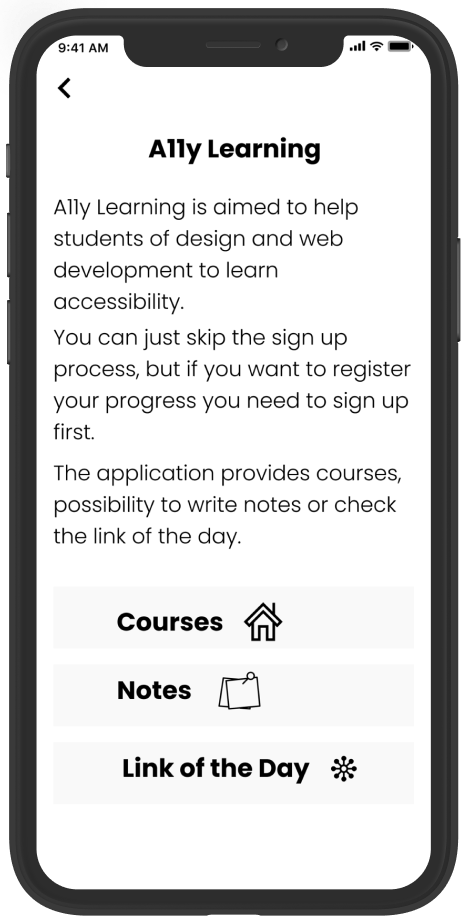 9:41 AM
A11y Learning
A11y Learning is aimed to help
students of design and web
development to learn
accessibility.
You can just skip the sign up
process, but if you want to register
your progress you need to sign up
first.
The application provides courses,
possibility to write notes or check
the link of the day.
Courses
Notes
Link of the Day